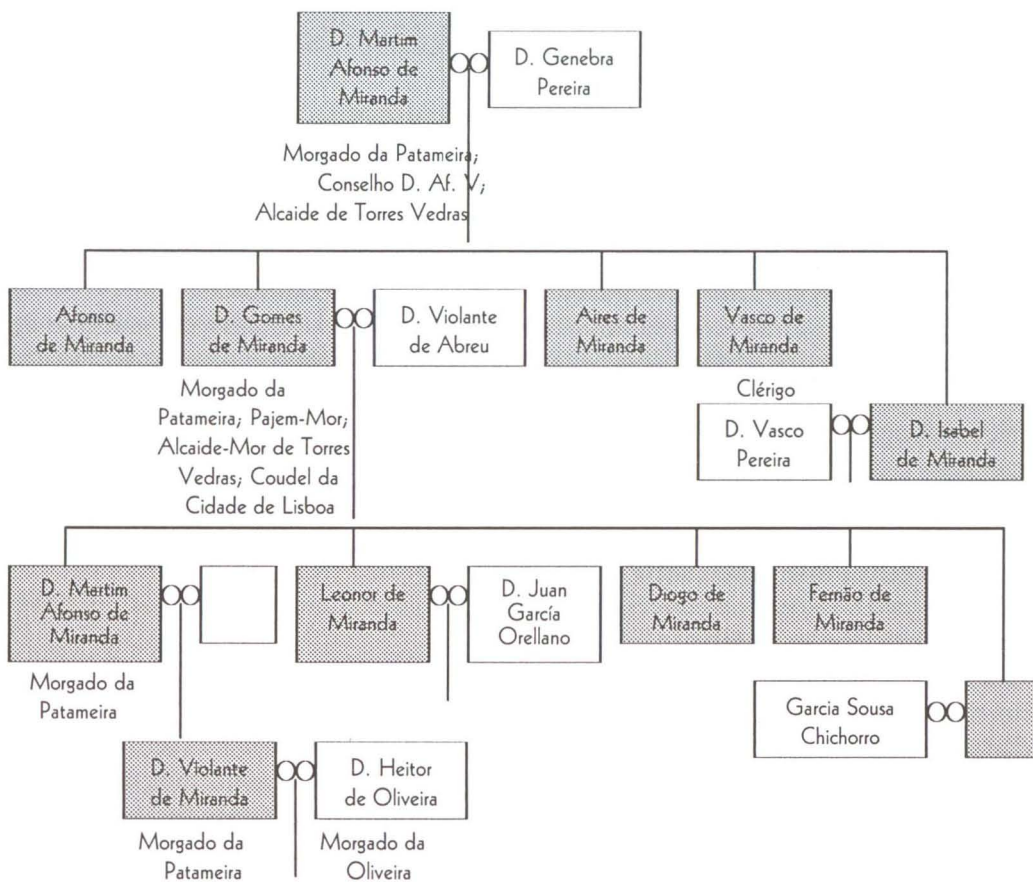 D. Martim
Afonso de
Miranda
D. Genebra
Pereira
Morgado da Patameira;
Conselho D. Af. V;
Alcaide de Torres Vedras
Afonso
de Miranda
D. Gomes
de Miranda
D. Violante
de Abreu
Aires de
Miranda
Vasco de
Miranda
Morgado da
Patameira; Pajem-Mor;
Alcaide-Mor de Torres
Vedras; Coudel da
Cidade de Lisboa
Clérigo
D. Vasco
Pereira
D. Isabel
de Miranda
D. Martim
Afonso de
Miranda
Leonor de
Miranda
D. Juan
García
Orellano
Diogo de
Miranda
Fernão de
Miranda
Morgado da
Patameira
Garcia Sousa
Chichorro
D. Violante
de Miranda
D. Heitor
de Oliveira
Morgado da
Patameira
Morgado da
Oliveira